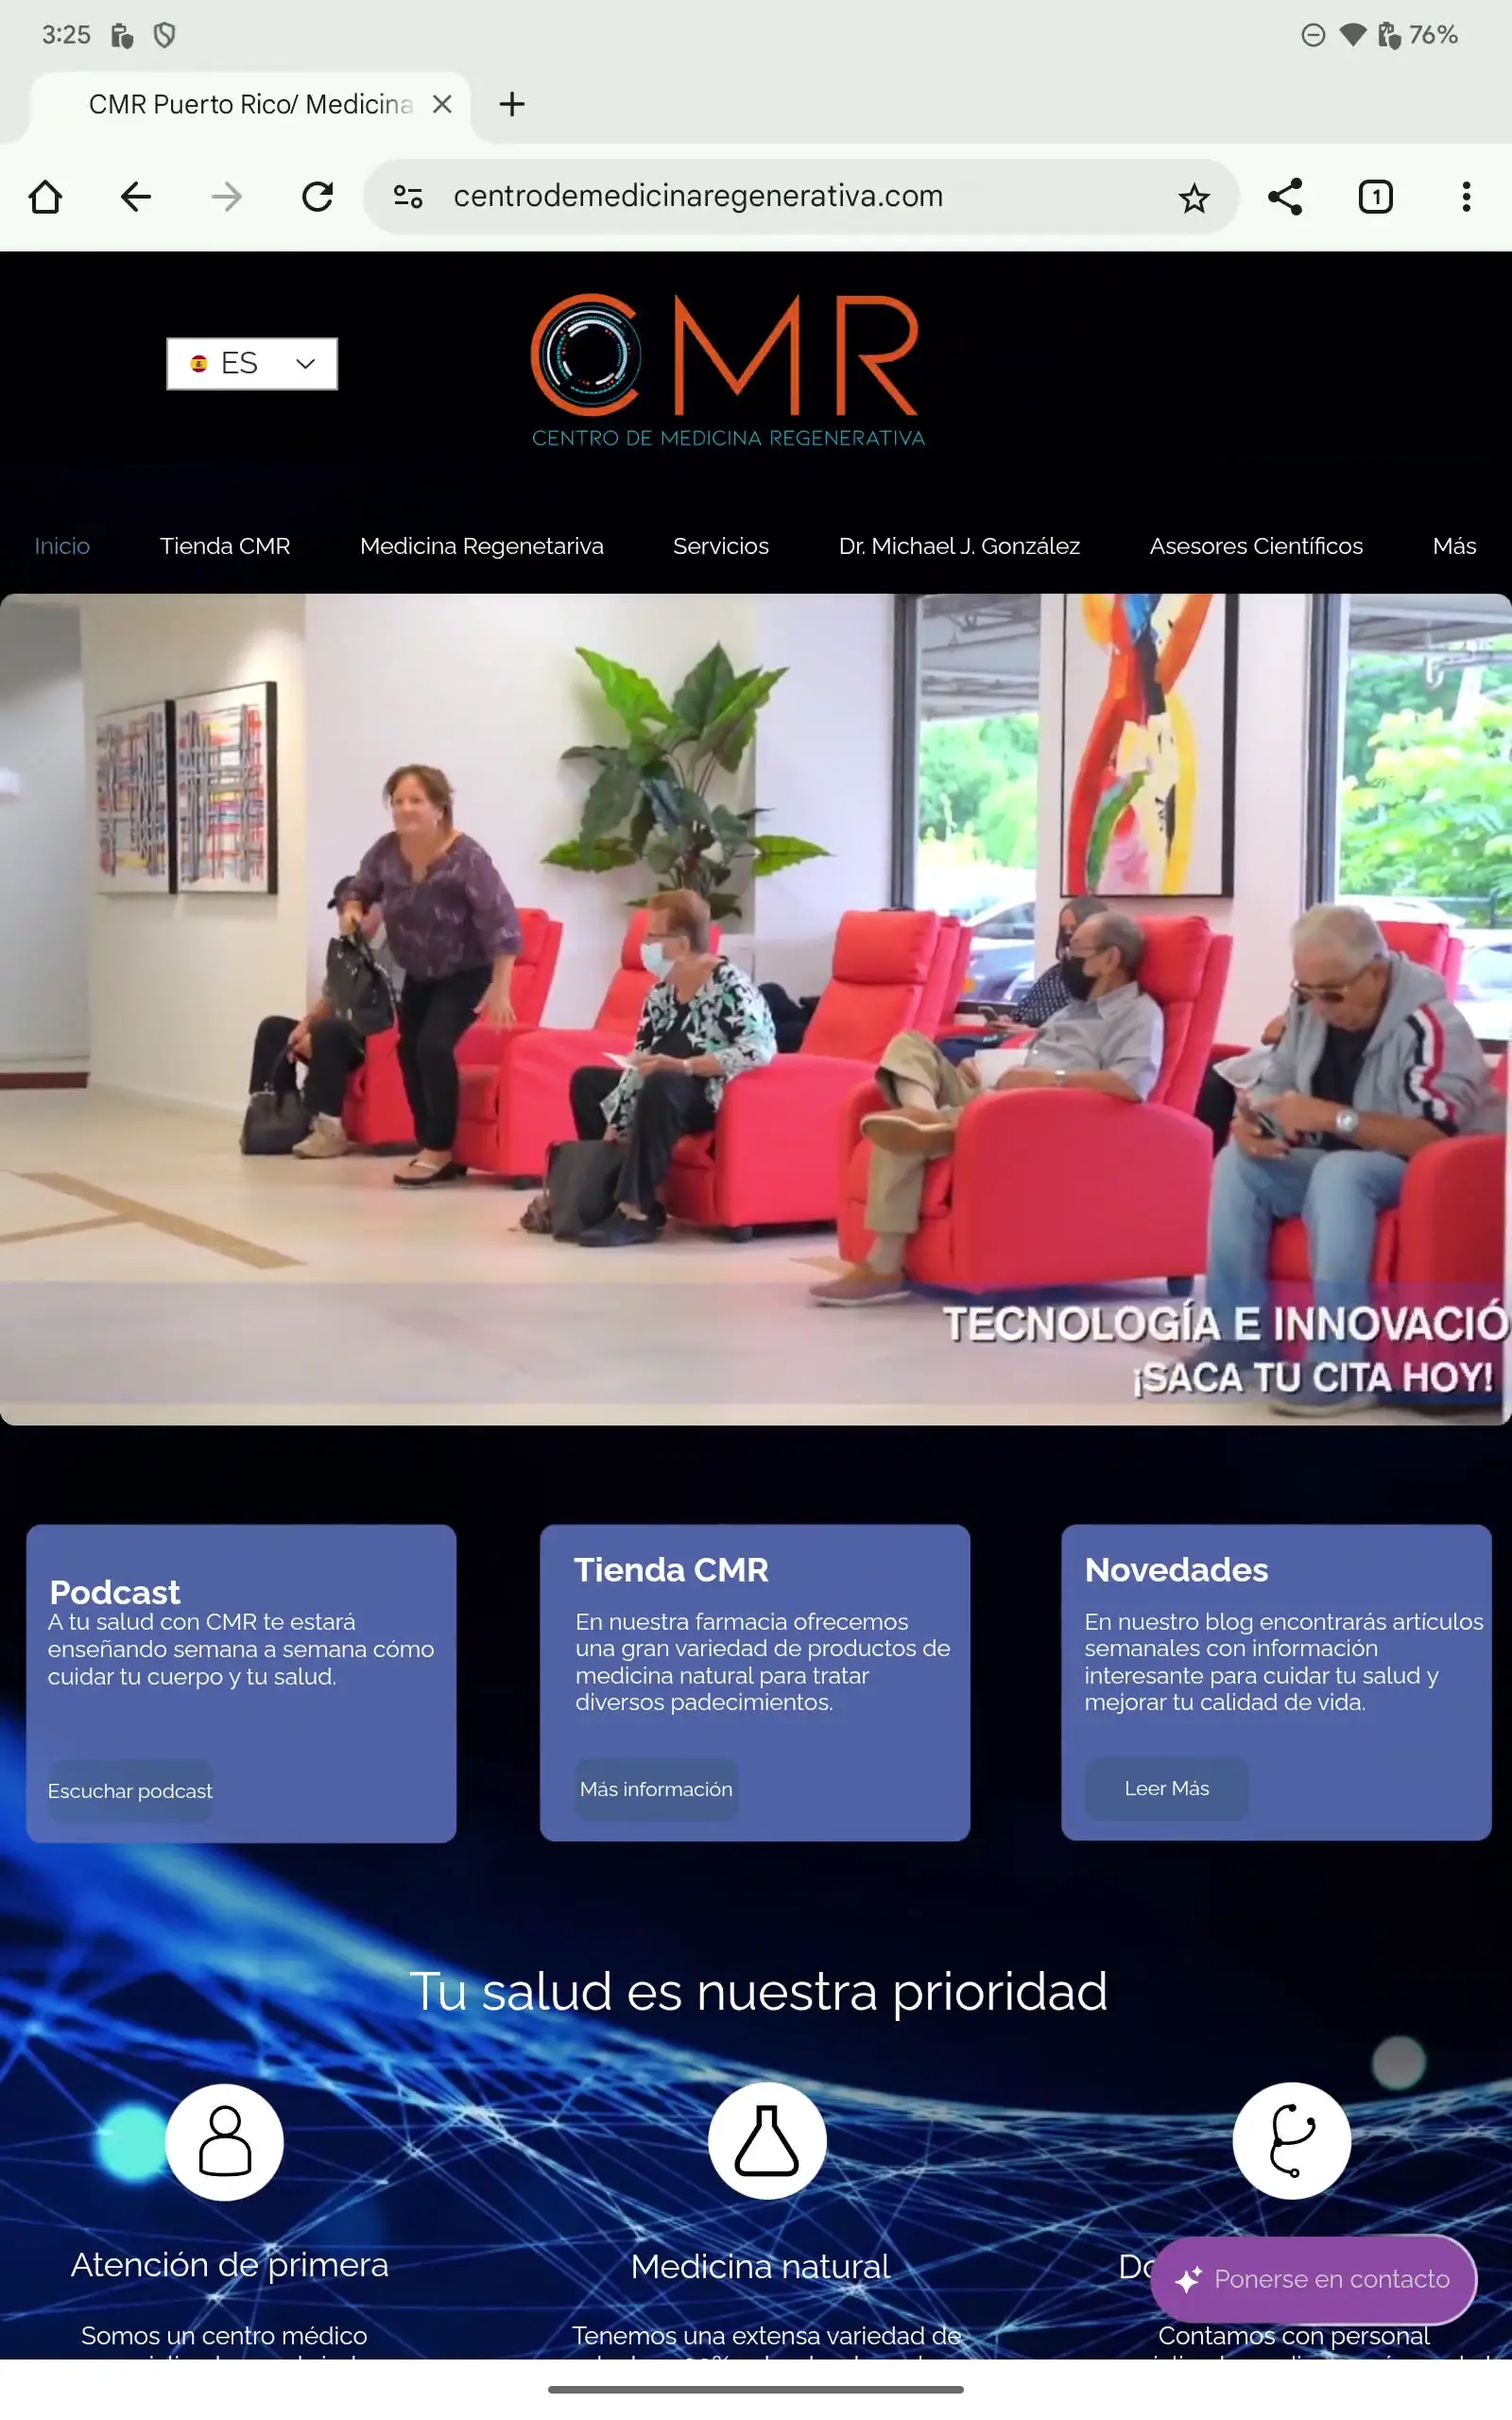 3:25
76%
CMR Puerto Rico/ Medicina
centrodemedicinaregenerativa.com
1
ES
CMR
CENTRO DE MEDICINA REGENERATIVA
Inicio Tienda CMR Medicina Regenetariva Servicios Dr. Michael J. González Asesores Científicos Más
TECNOLOGÍA E INNOVACIÓ
¡SACA TU CITA HOY!
Podcast
A tu salud con CMR te estará
enseñando semana a semana cómo
cuidar tu cuerpo y tu salud.
Escuchar podcast
Tienda CMR
En nuestra farmacia ofrecemos
una gran variedad de productos de
medicina natural para tratar
diversos padecimientos.
Más información
Novedades
En nuestro blog encontrarás artículos
semanales con información
interesante para cuidar tu salud y
mejorar tu calidad de vida.
Leer Más
Tu salud es nuestra prioridad
Atención de primera
Somos un centro médico
Medicina natural
Tenemos una extensa variedad de
Ponerse en contacto
Contamos con personal